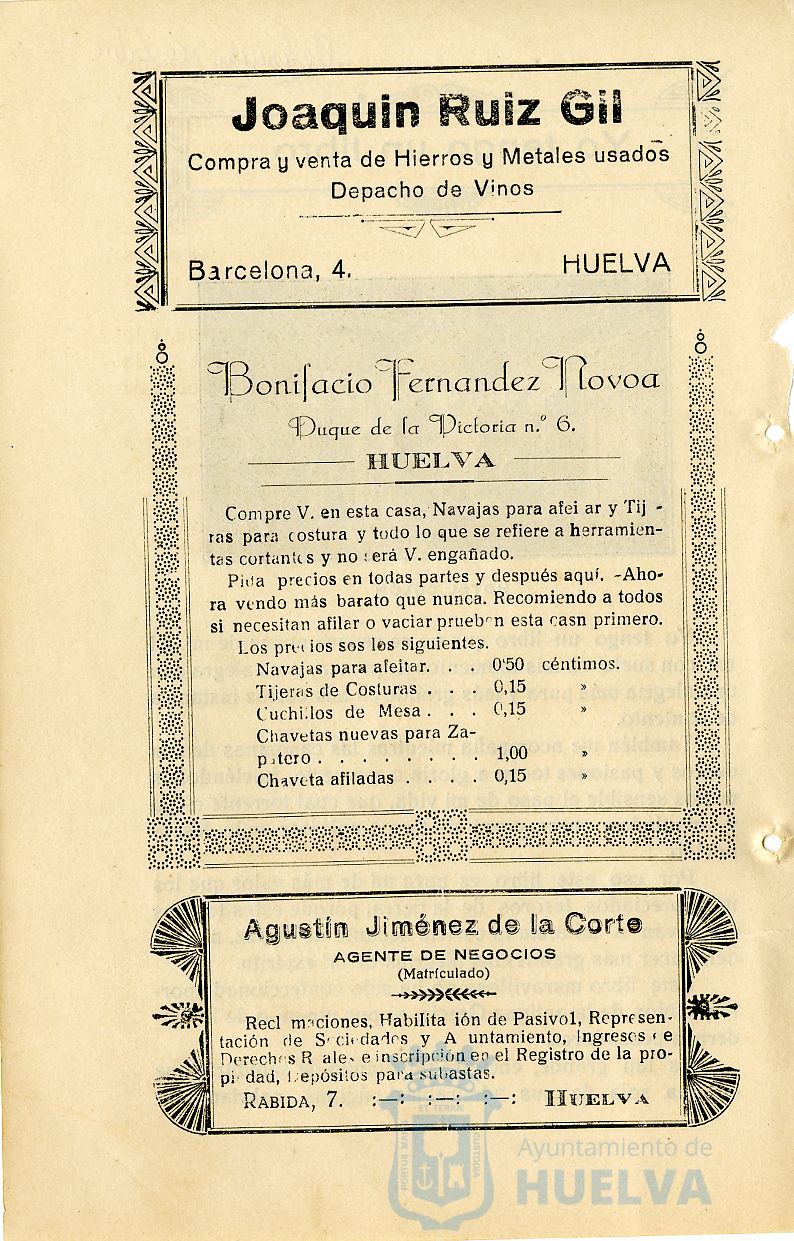 Joaquin Ruiz Gil
Compra y venta de Hierros y Metales usados
Depacho de Vinos
Barcelona, 4. HUELVA
Bonifacio Fernandez Novoa
Duque de la Victoria n.º 6.
HUELVA
Compre V. en esta casa, Navajas para afei ar y Tij -
ras para costura y todo lo que se refiere a herramien-
tas cortantes y no será V. engañado.
Pida precios en todas partes y después aquí. -Aho-
ra vendo más barato que nunca. Recomiendo a todos
si necesitan afilar o vaciar prueben esta casn primero.
Los precios sos los siguientes.
Navajas para afeitar. . . 0'50 céntimos.
Tijeras de Costuras . . . 0,15 »
Cuchillos de Mesa . . . 0,15 »
Chavetas nuevas para Za-
patero . . . . . . . . . 1,00 »
Chaveta afiladas . . . . 0,15 »
Agustín Jiménez de la Corte
AGENTE DE NEGOCIOS
(Matrículado)
Recl maciones, Habilita ión de Pasivol, Represen-
tación de S ciedades y A untamiento, Ingreses e
Derechos R ales e inscripción en el Registro de la pro-
pi dad, Depósitos para subastas.
RABIDA, 7. :—: :—: :—: HUELVA
Ayuntamiento de
HUELVA